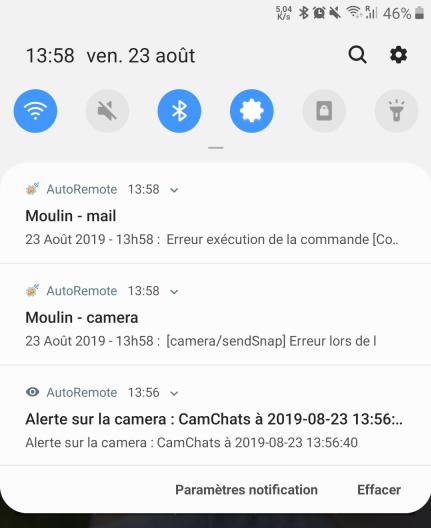 5,04
K/s
R
46%
13:58 ven. 23 août
AutoRemote 13:58
Moulin - mail
23 Août 2019 - 13h58 : Erreur exécution de la commande [Co..
AutoRemote 13:58
Moulin - camera
23 Août 2019 - 13h58 : [camera/sendSnap] Erreur lors de l
AutoRemote 13:56
Alerte sur la camera : CamChats à 2019-08-23 13:56:..
Alerte sur la camera : CamChats à 2019-08-23 13:56:40
Paramètres notification Effacer